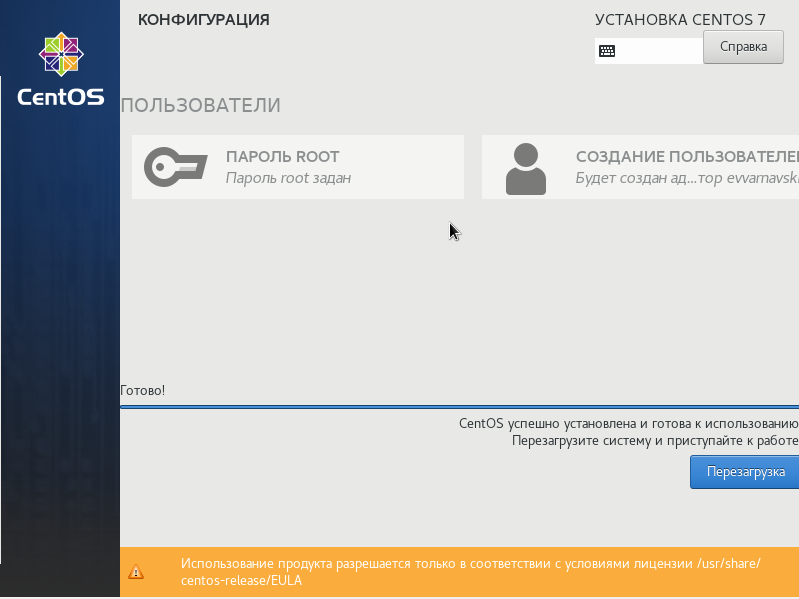 КОНФИГУРАЦИЯ
УСТАНОВКА CENTOS 7
Справка
CentOS
ПОЛЬЗОВАТЕЛИ
ПАРОЛЬ ROOT
Пароль root задан
СОЗДАНИЕ ПОЛЬЗОВАТЕЛЕ
Будет создан ад...тор evvarnavsk
Готово!
CentOS успешно установлена и готова к использованию
Перезагрузите систему и приступайте к работе
Перезагрузка
Использование продукта разрешается только в соответствии с условиями лицензии /usr/share/
centos-release/EULA